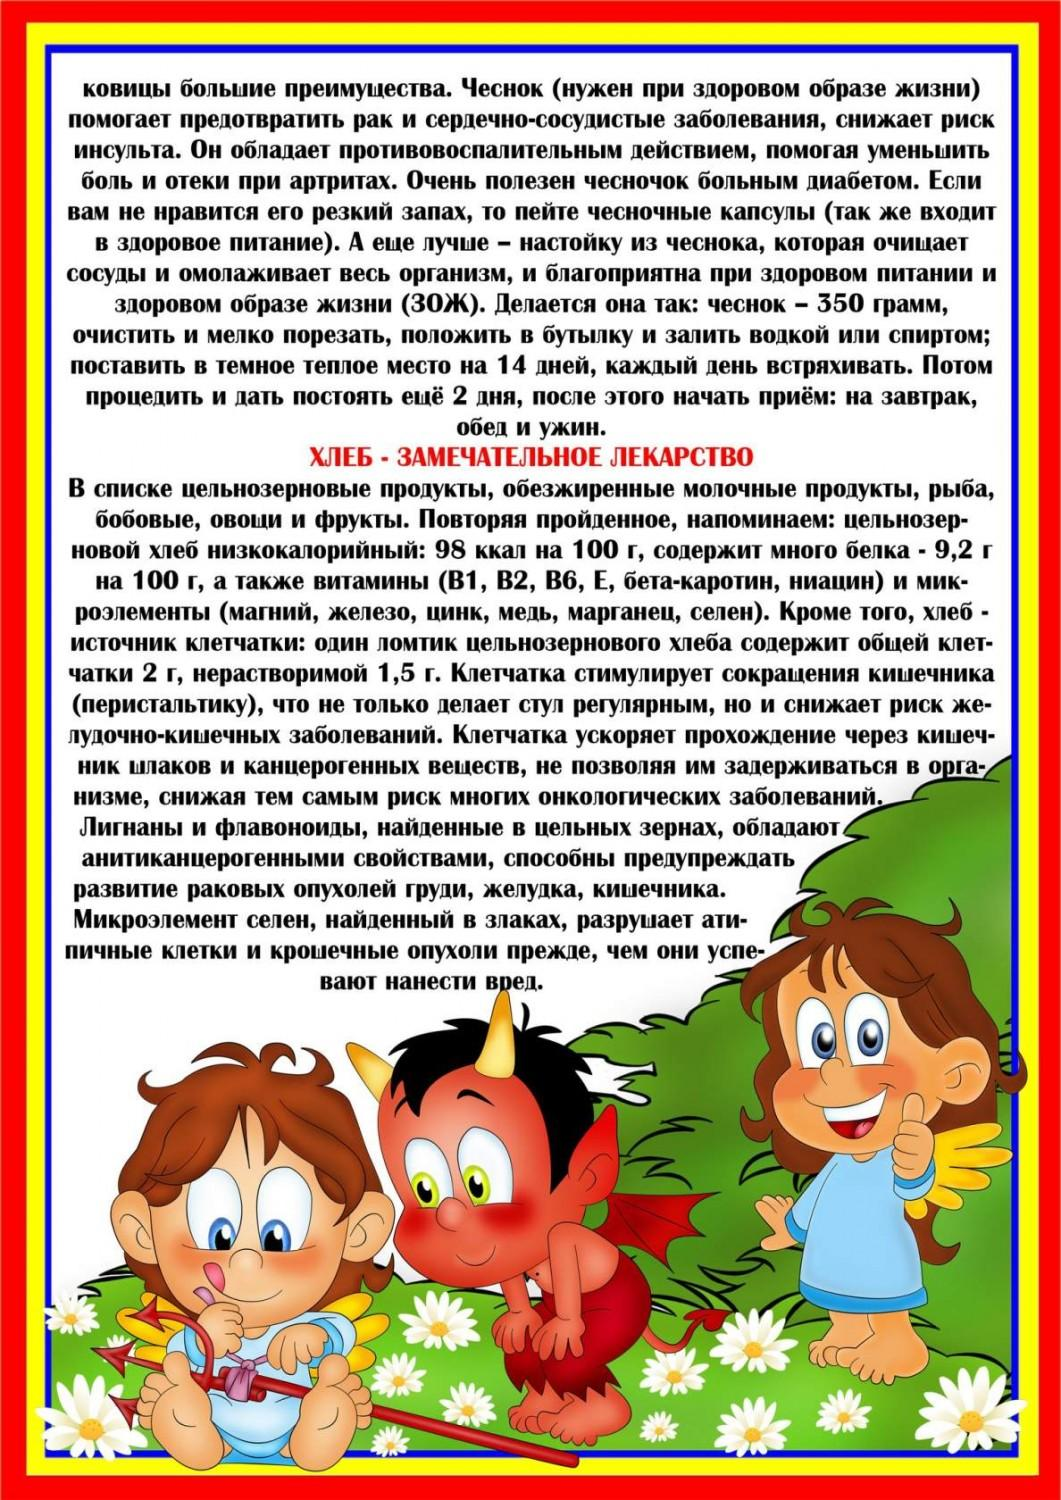 ковицы большие преимущества. Чеснок (нужен при здоровом образе жизни)
помогает предотвратить рак и сердечно-сосудистые заболевания, снижает риск
инсульта. Он обладает противовоспалительным действием, помогая уменьшить
боль и отеки при артритах. Очень полезен чесночок больным диабетом. Если
вам не нравится его резкий запах, то пейте чесночные капсулы (так же входит
в здоровое питание). А еще лучше – настойку из чеснока, которая очищает
сосуды и омолаживает весь организм, и благоприятна при здоровом питании и
здоровом образе жизни (ЗОЖ). Делается она так: чеснок – 350 грамм,
очистить и мелко порезать, положить в бутылку и залить водкой или спиртом;
поставить в темное теплое место на 14 дней, каждый день встряхивать. Потом
процедить и дать постоять ещё 2 дня, после этого начать приём: на завтрак,
обед и ужин.
ХЛЕБ - ЗАМЕЧАТЕЛЬНОЕ ЛЕКАРСТВО
В списке цельнозерновые продукты, обезжиренные молочные продукты, рыба,
бобовые, овощи и фрукты. Повторяя пройденное, напоминаем: цельнозер-
новой хлеб низкокалорийный: 98 ккал на 100 г, содержит много белка - 9,2 г
на 100 г, а также витамины (В1, В2, В6, Е, бета-каротин, ниацин) и мик-
роэлементы (магний, железо, цинк, медь, марганец, селен). Кроме того, хлеб -
источник клетчатки: один ломтик цельнозернового хлеба содержит общей клет-
чатки 2 г, нерастворимой 1,5 г. Клетчатка стимулирует сокращения кишечника
(перистальтику), что не только делает стул регулярным, но и снижает риск же-
лудочно-кишечных заболеваний. Клетчатка ускоряет прохождение через кишеч-
ник шлаков и канцерогенных веществ, не позволяя им задерживаться в орга-
низме, снижая тем самым риск многих онкологических заболеваний.
Лигнаны и флавоноиды, найденные в цельных зернах, обладают
анитиканцерогенными свойствами, способны предупреждать
развитие раковых опухолей груди, желудка, кишечника.
Микроэлемент селен, найденный в злаках, разрушает ати-
пичные клетки и крошечные опухоли прежде, чем они успе-
вают нанести вред.